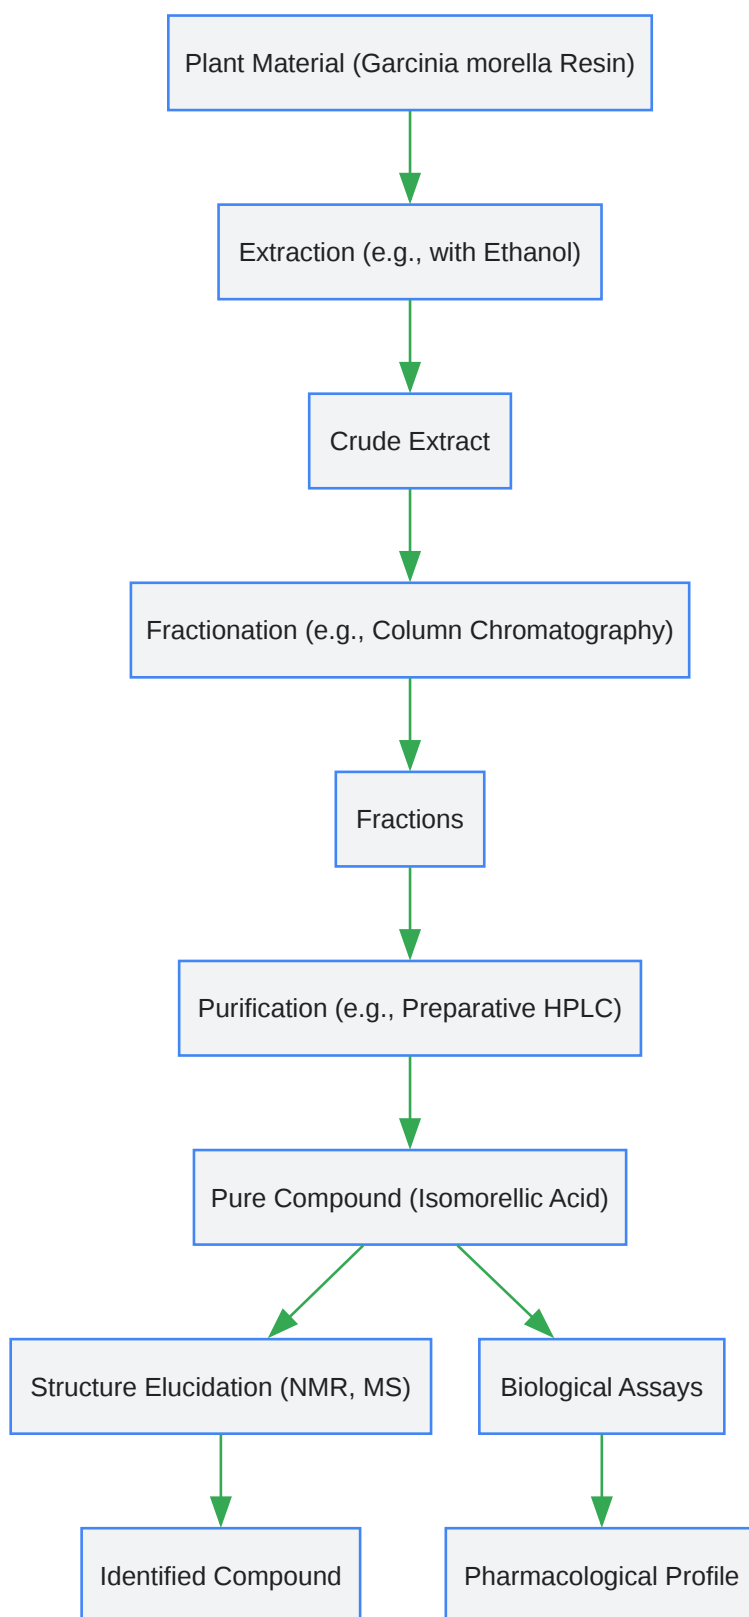 Plant Material (Garcinia morella Resin)
Extraction (e.g., with Ethanol)
Crude Extract
Fractionation (e.g., Column Chromatography)
Fractions
Purification (e.g., Preparative HPLC)
Pure Compound (Isomorellic Acid)
Structure Elucidation (NMR, MS)
Biological Assays
Identified Compound
Pharmacological Profile